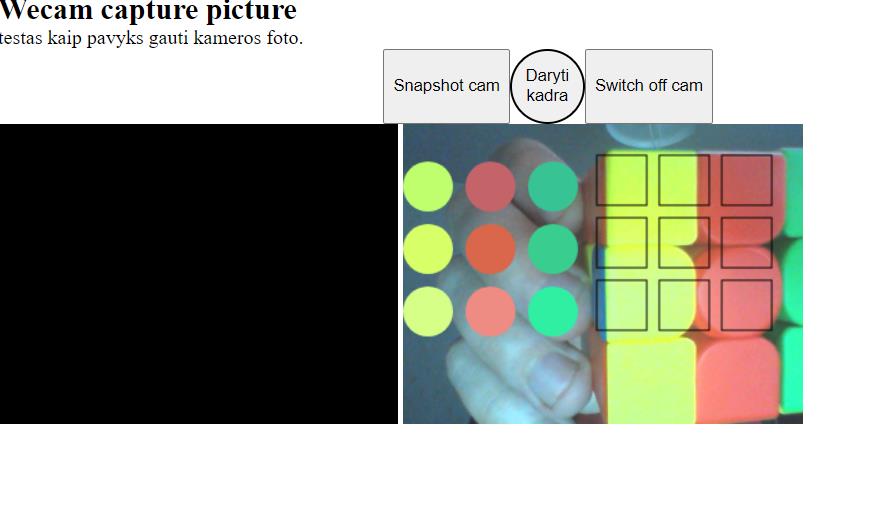 Wecam capture picture
testas kaip pavyks gauti kameros foto.
Snapshot cam
Daryti
kadra
Switch off cam